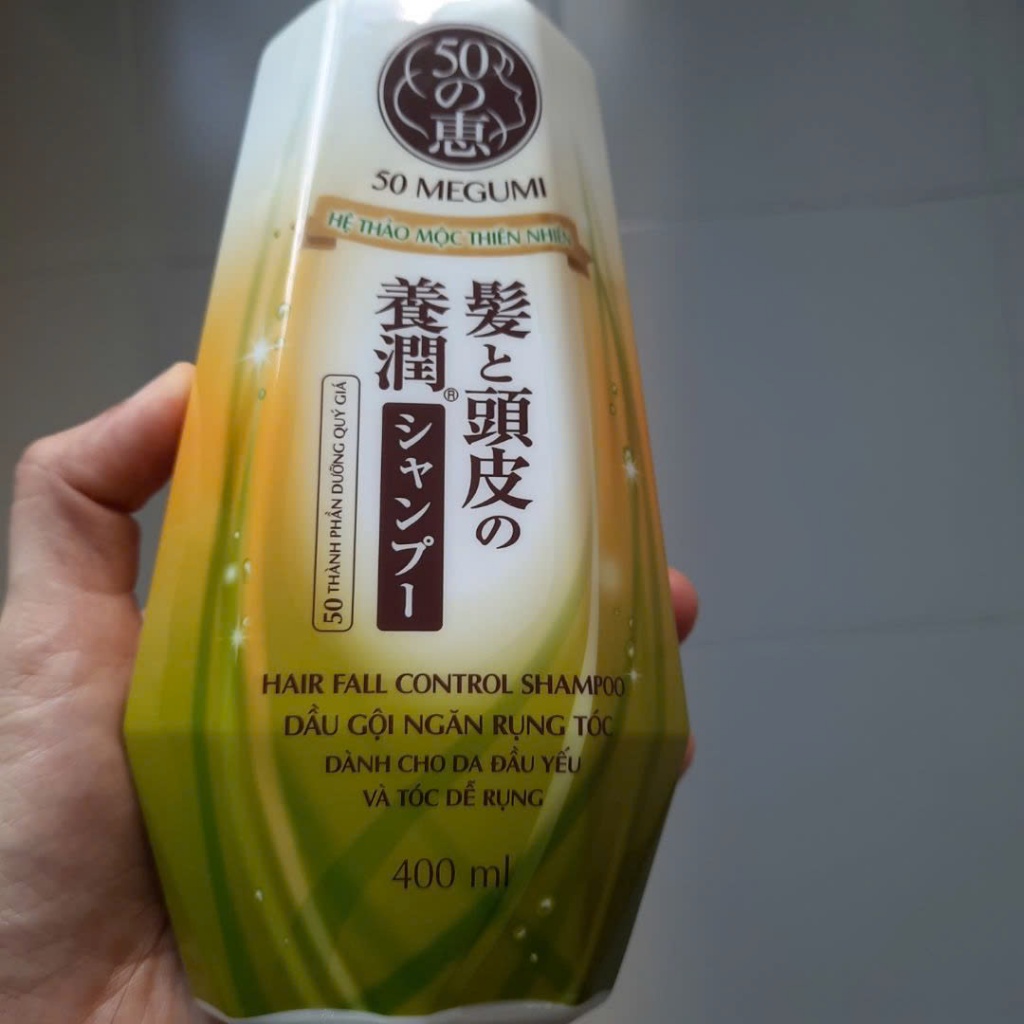 50
の
恵
50 MEGUMI
HỆ THẢO MỘC THIÊN NHIÊN
髪と頭皮の
養潤®
シャンプー
50 THÀNH PHẦN DƯỠNG QUÝ GIÁ
HAIR FALL CONTROL SHAMPOO
DẦU GỘI NGĂN RỤNG TÓC
DÀNH CHO DA ĐẦU YẾU
VÀ TÓC DỄ RỤNG
400 ml